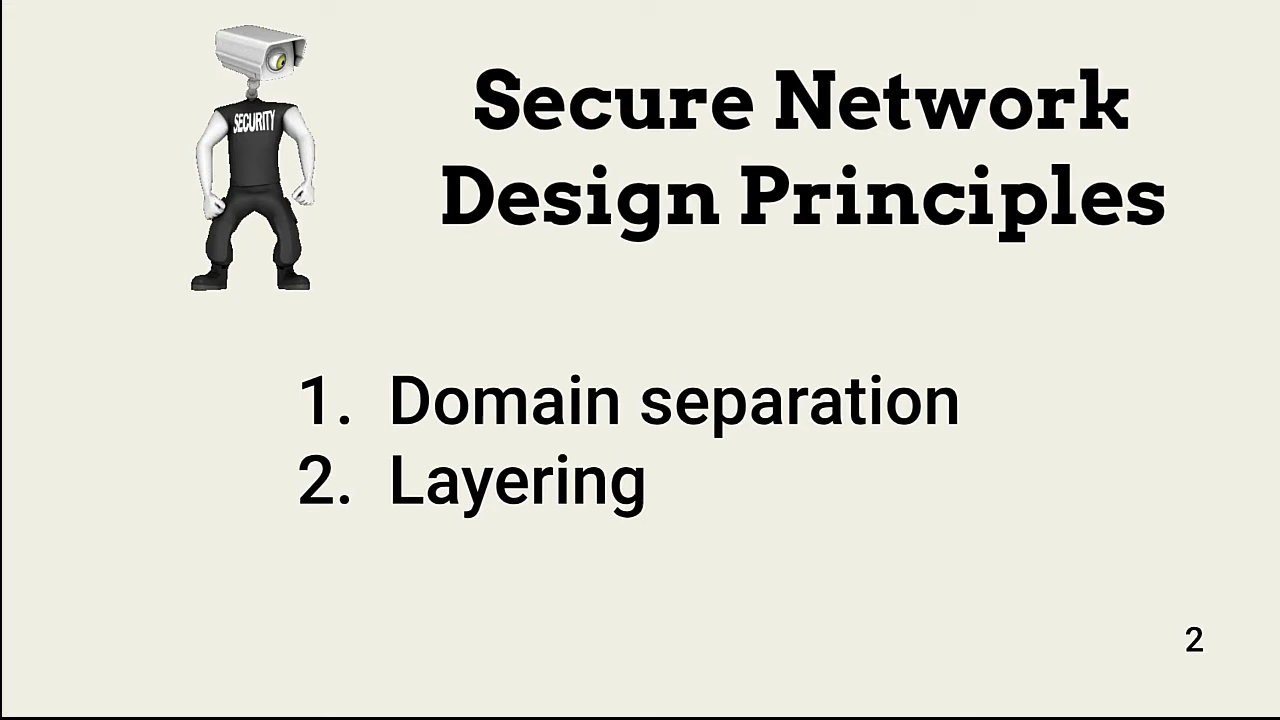 SECURITY
Secure Network
Design Principles
1. Domain separation
2. Layering
2